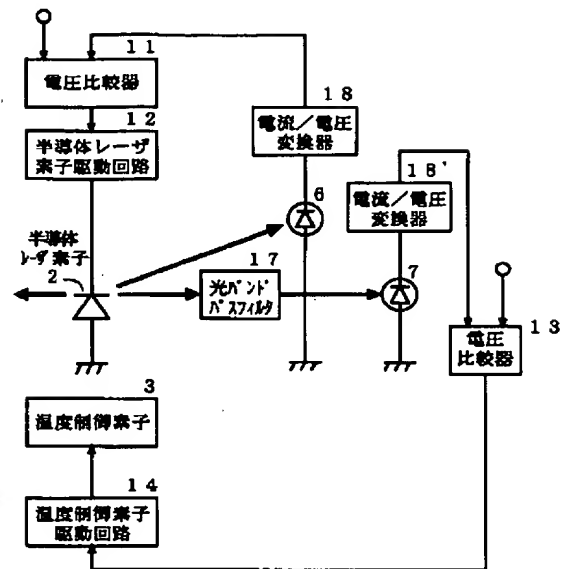 11
電圧比較器
12
半導体レーザ
素子駆動回路
18
電流／電圧
変換器
18'
電流／電圧
変換器
6
半導体
レーザ素子
2
17
光バンド
パスフィルタ
7
13
電圧
比較器
3
温度制御素子
14
温度制御素子
駆動回路